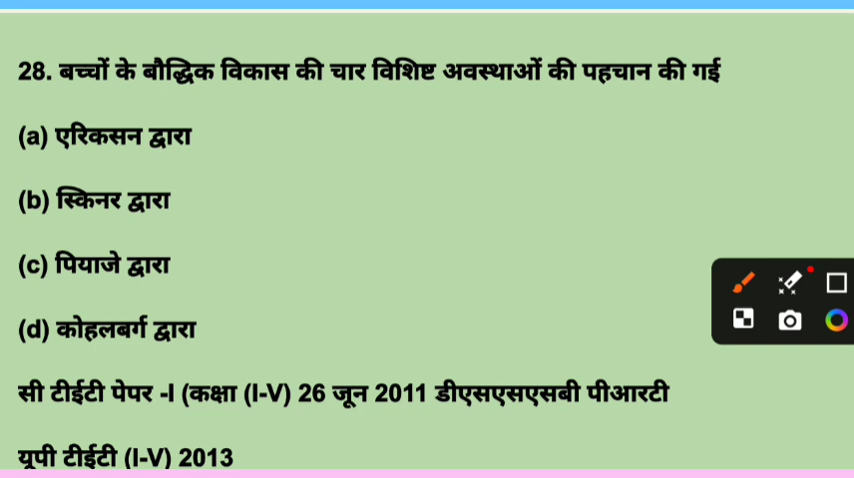 28. बच्चों के बौद्धिक विकास की चार विशिष्ट अवस्थाओं की पहचान की गई
(a) एरिकसन द्वारा
(b) स्किनर द्वारा
(c) पियाजे द्वारा
(d) कोहलबर्ग द्वारा
सी टीईटी पेपर -I (कक्षा (I-V) 26 जून 2011 डीएसएसएसबी पीआरटी
यूपी टीईटी (I-V) 2013